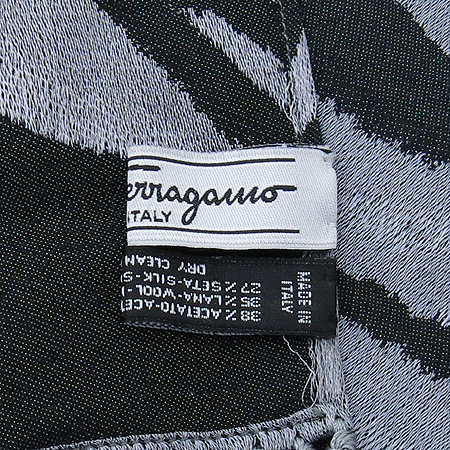 erragamo
ITALY
MADE IN
ITALY
38% ACETATO-ACE
35% LANA-WOOL-
27% SETA-SILK-S
DRY CLEAN